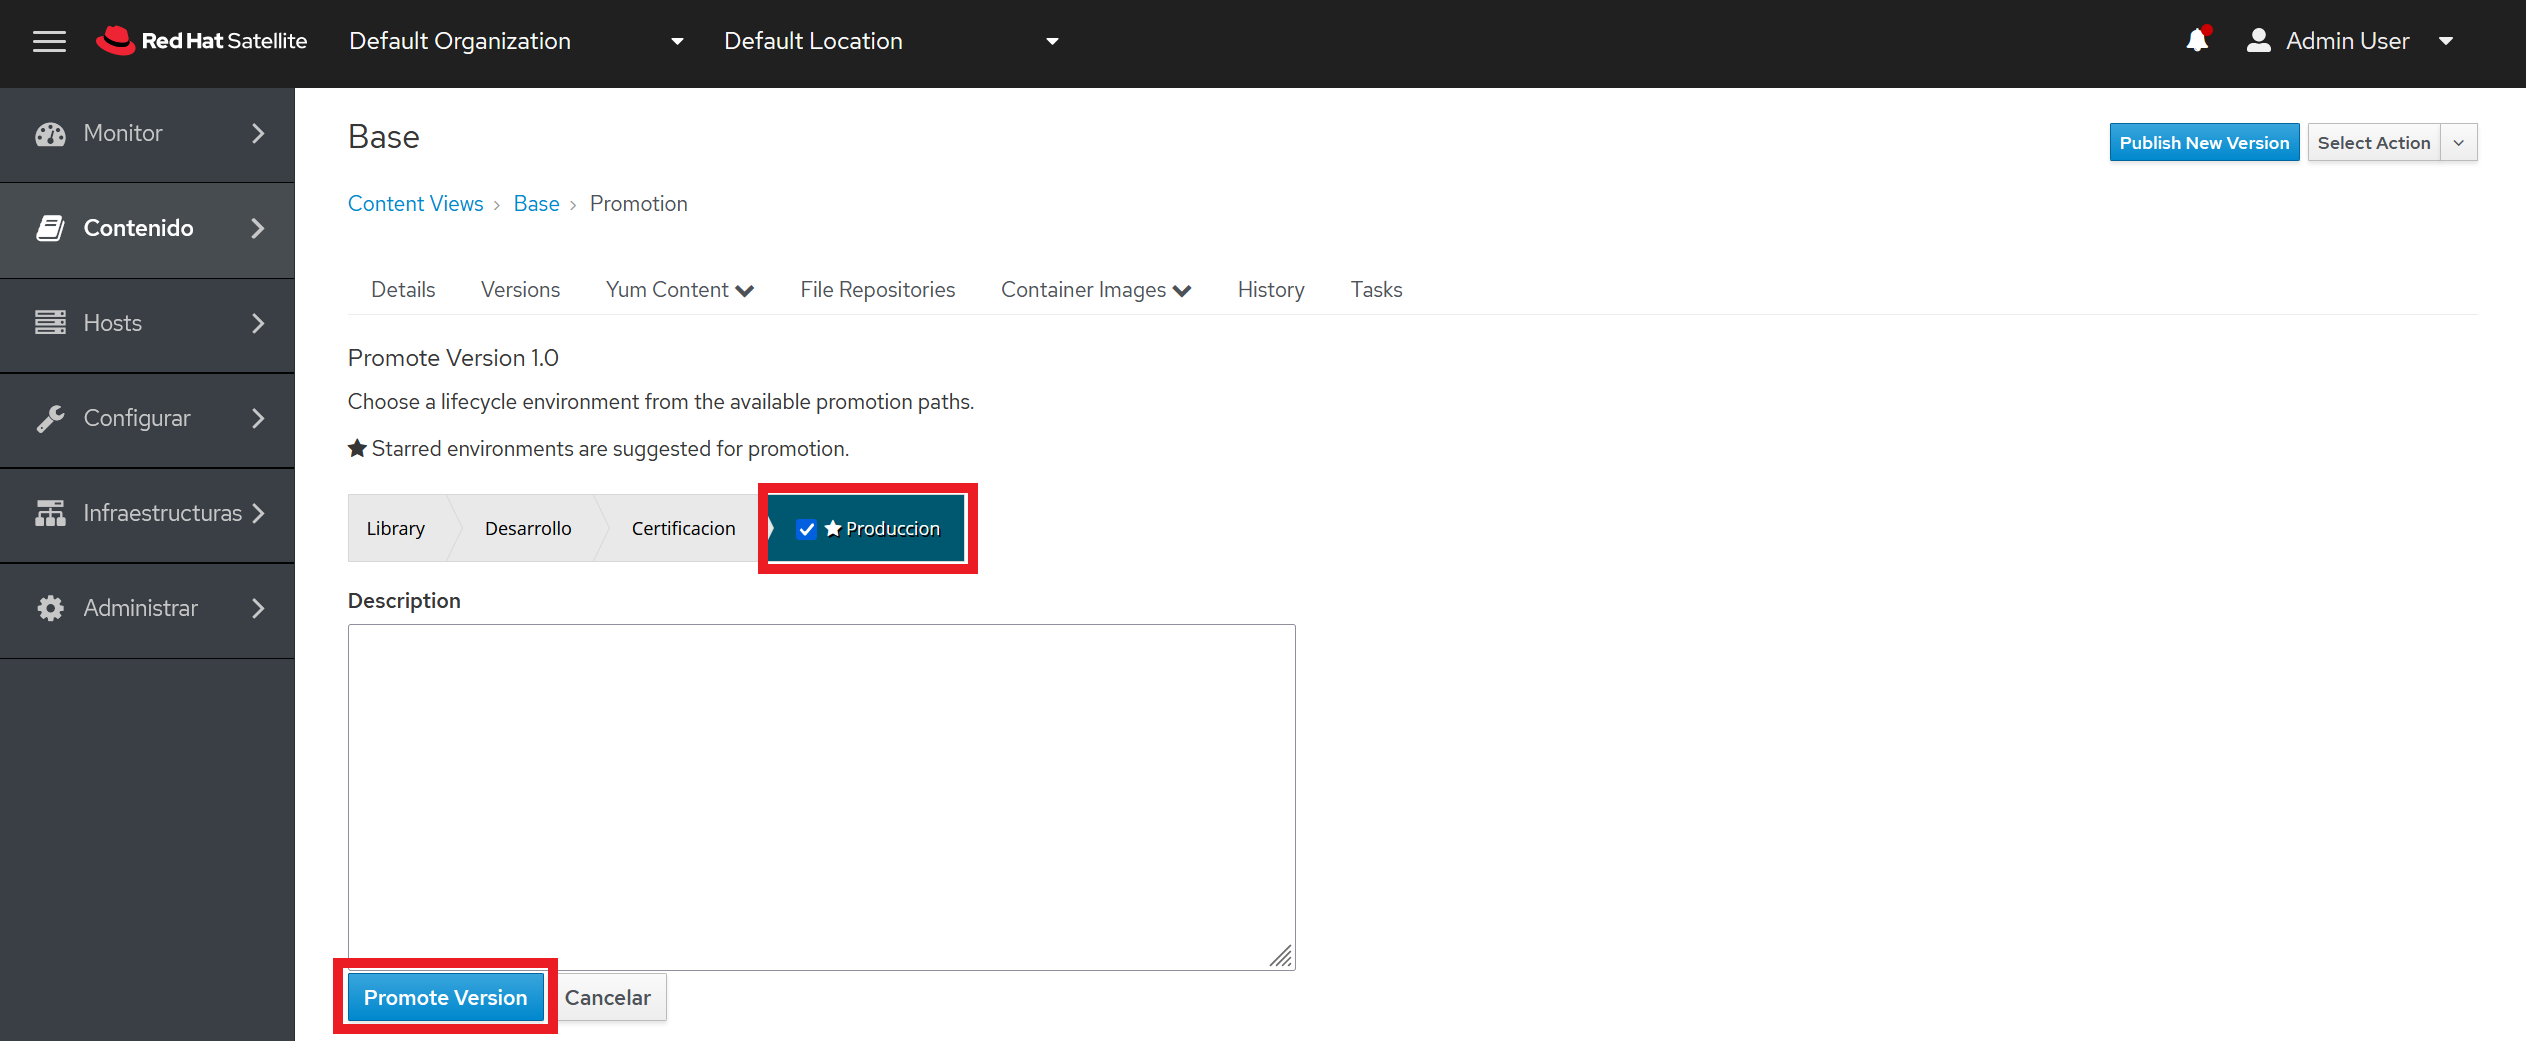 Red Hat Satellite Default Organization Default Location Admin User
Monitor
Contenido
Hosts
Configurar
Infraestructuras
Administrar
Base
Publish New Version Select Action
Content Views › Base › Promotion
Details Versions Yum Content File Repositories Container Images History Tasks
Promote Version 1.0
Choose a lifecycle environment from the available promotion paths.
★ Starred environments are suggested for promotion.
Library Desarrollo Certificacion ★ Produccion
Description
Promote Version Cancelar